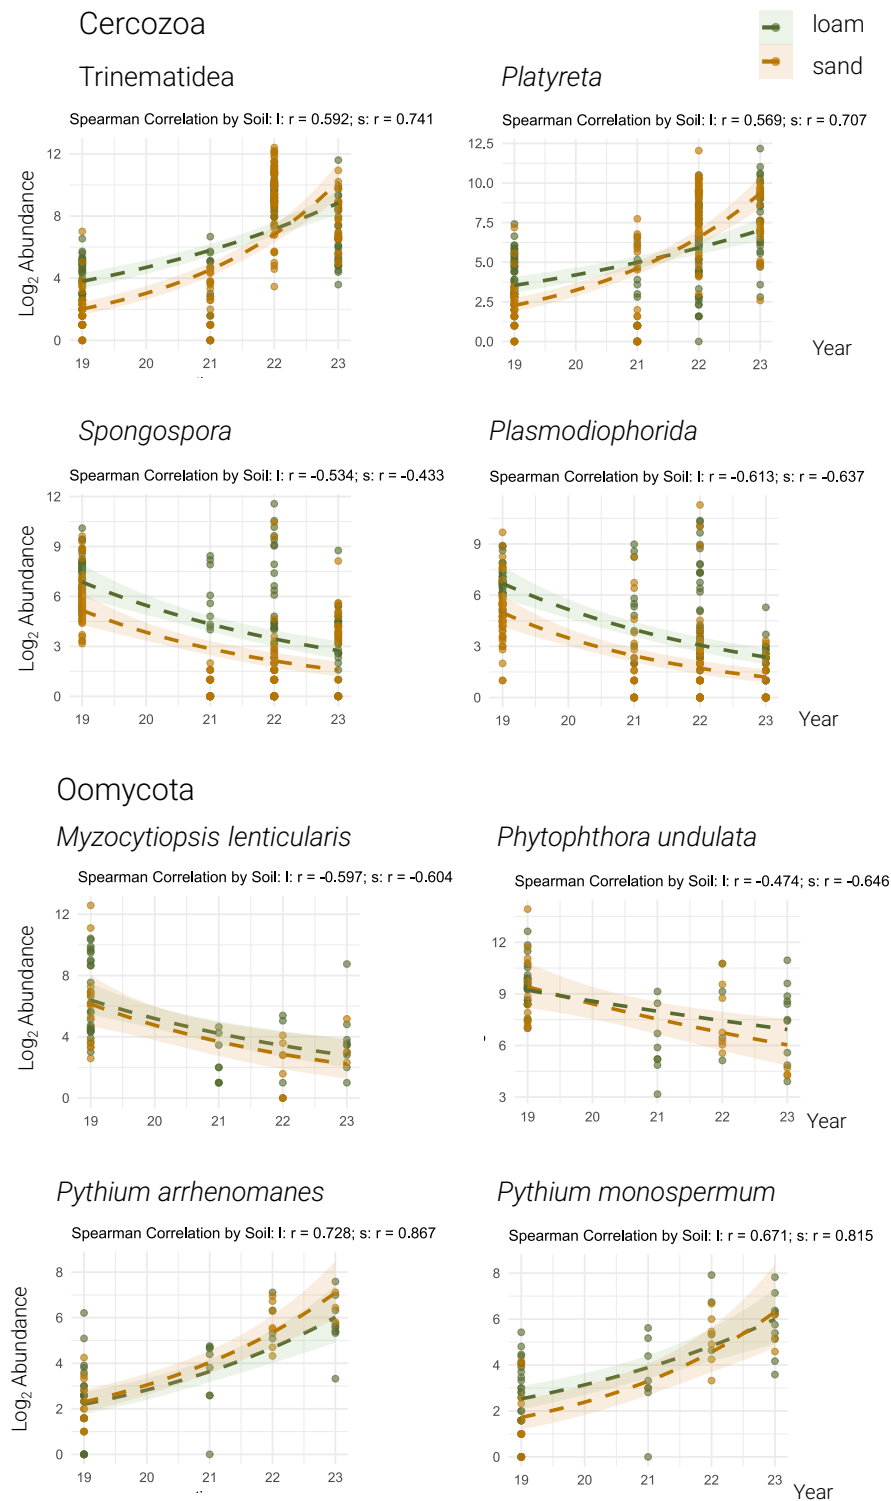 Cercozoa
loam
sand
Trinematidea
Platyreta
Spearman Correlation by Soil: l: r = 0.592; s: r = 0.741
Spearman Correlation by Soil: l: r = 0.569; s: r = 0.707
Log2 Abundance
12
8
4
0
19 20 21 22 23
12.5
10.0
7.5
5.0
2.5
0.0
19 20 21 22 23
Year
Spongospora
Plasmodiophorida
Spearman Correlation by Soil: l: r = -0.534; s: r = -0.433
Spearman Correlation by Soil: l: r = -0.613; s: r = -0.637
Log2 Abundance
12
9
6
3
0
19 20 21 22 23
9
6
3
0
19 20 21 22 23
Year
Oomycota
Myzocytiopsis lenticularis
Phytophthora undulata
Spearman Correlation by Soil: l: r = -0.597; s: r = -0.604
Spearman Correlation by Soil: l: r = -0.474; s: r = -0.646
Log2 Abundance
12
8
4
0
19 20 21 22 23
12
9
6
3
19 20 21 22 23
Year
Pythium arrhenomanes
Pythium monospermum
Spearman Correlation by Soil: l: r = 0.728; s: r = 0.867
Spearman Correlation by Soil: l: r = 0.671; s: r = 0.815
Log2 Abundance
8
6
4
2
0
19 20 21 22 23
8
6
4
2
0
19 20 21 22 23
Year